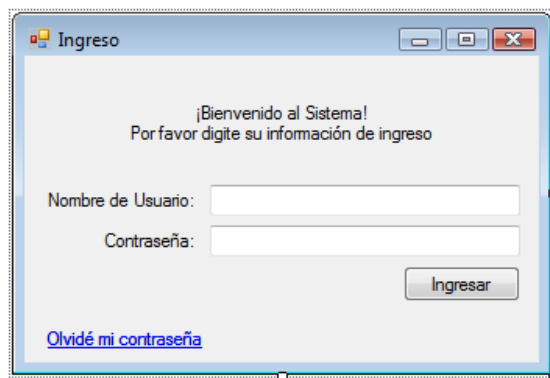 Ingreso
¡Bienvenido al Sistema!
Por favor digite su información de ingreso
Nombre de Usuario:
Contraseña:
Ingresar
Olvidé mi contraseña